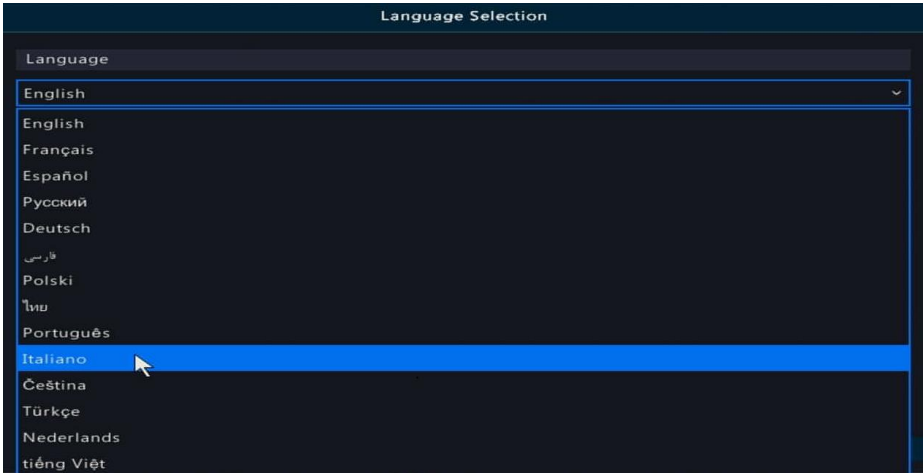 Language Selection
Language
English
English
Français
Español
Русский
Deutsch
فارسی
Polski
ไทย
Português
Italiano
Čeština
Türkçe
Nederlands
tiếng Việt